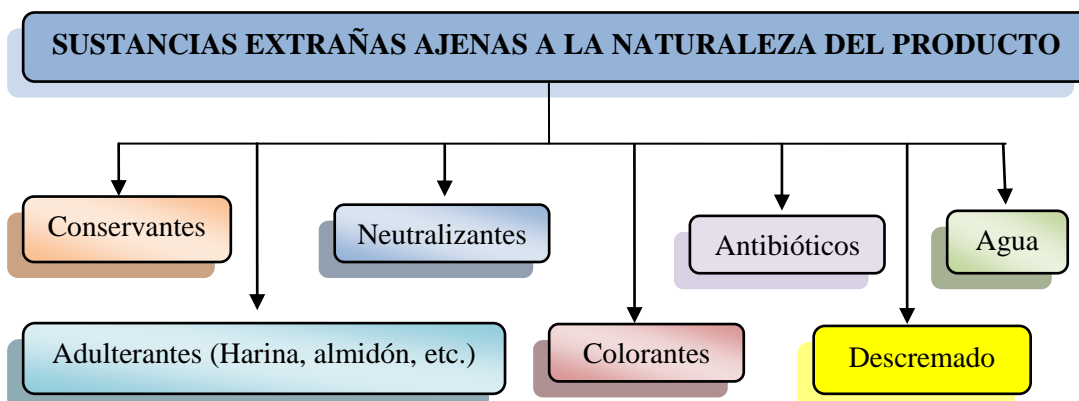 SUSTANCIAS EXTRAÑAS AJENAS A LA NATURALEZA DEL PRODUCTO
Conservantes
Neutralizantes
Antibióticos
Agua
Adulterantes (Harina, almidón, etc.)
Colorantes
Descremado